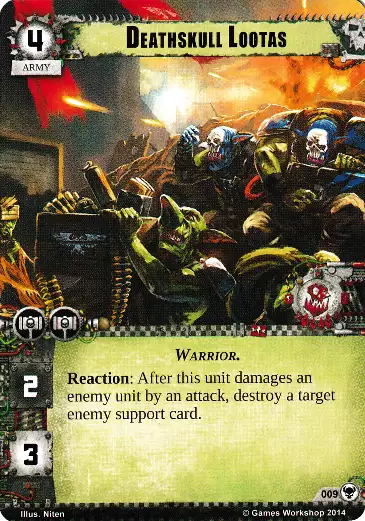 4
DEATHSKULL LOOTAS
ARMY
WARRIOR.
2
Reaction: After this unit damages an
enemy unit by an attack, destroy a target
enemy support card.
3
009
Illus. Niten
© Games Workshop 2014